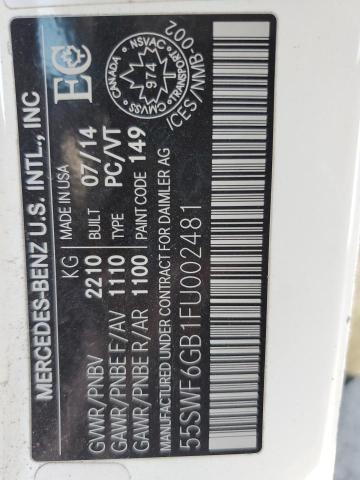 MERCEDES-BENZ U.S. INTL., INC
KG MADE IN USA
GVWR/PNBV 2210 BUILT 07/14
GAWR/PNBE F/AV 1110 TYPE PC/VT
GAWR/PNBE R/AR 1100 PAINT CODE 149
MANUFACTURED UNDER CONTRACT FOR DAIMLER AG
55SWF6GB1FU002481
EC
CANADA
NSVAC
974
CMVSS
TRANSPORT
/CES/NMB-002